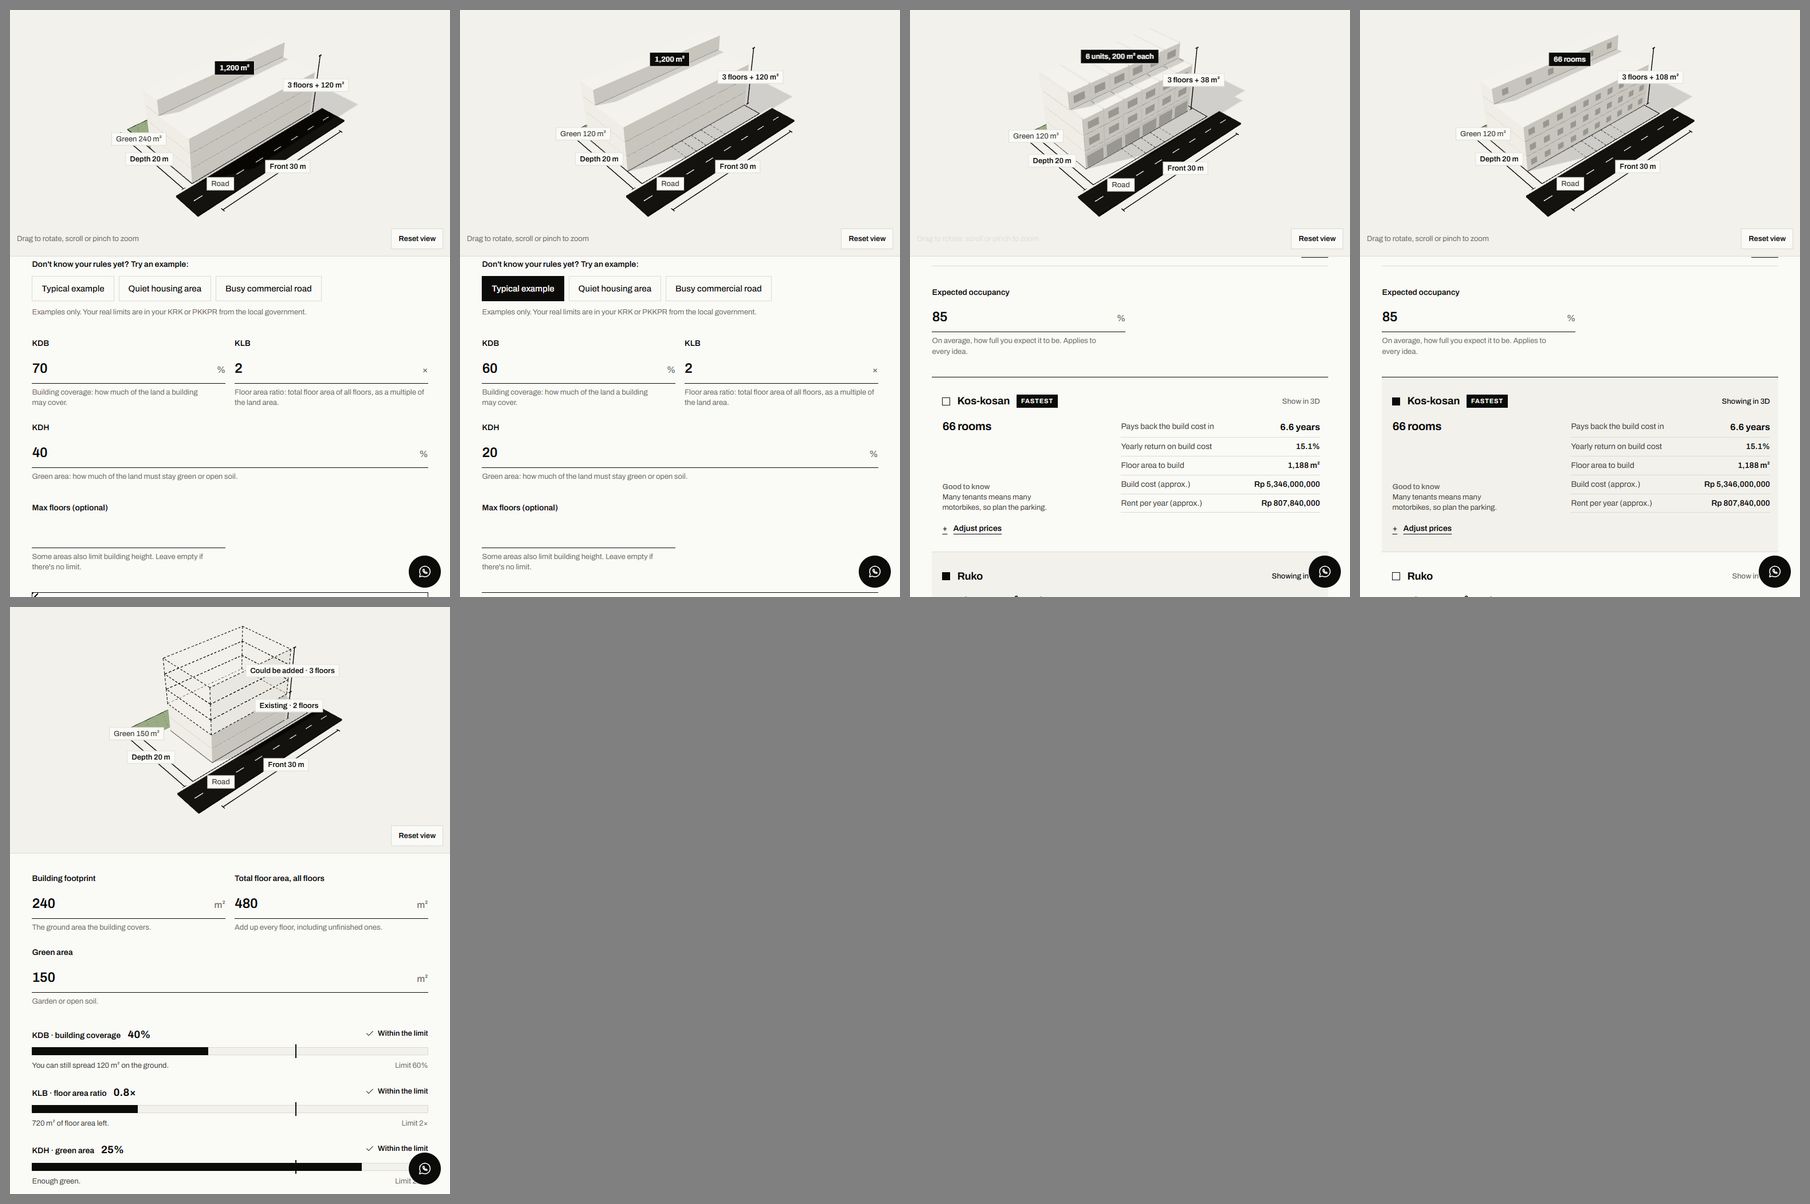 1,200 m²
3 floors + 120 m²
Green 240 m²
Depth 20 m
Front 30 m
Road
Drag to rotate, scroll or pinch to zoom
Reset view
Don't know your rules yet? Try an example:
Typical example
Quiet housing area
Busy commercial road
Examples only. Your real limits are in your KRK or PKKPR from the local government.
KDB
KLB
70 %
2 ×
Building coverage: how much of the land a building
may cover.
Floor area ratio: total floor area of all floors, as a multiple of
the land area.
KDH
40 %
Green area: how much of the land must stay green or open soil.
Max floors (optional)
Some areas also limit building height. Leave empty if
there's no limit.
1,200 m²
3 floors + 120 m²
Green 120 m²
Depth 20 m
Front 30 m
Road
Drag to rotate, scroll or pinch to zoom
Reset view
Don't know your rules yet? Try an example:
Typical example
Quiet housing area
Busy commercial road
Examples only. Your real limits are in your KRK or PKKPR from the local government.
KDB
KLB
60 %
2 ×
Building coverage: how much of the land a building
may cover.
Floor area ratio: total floor area of all floors, as a multiple of
the land area.
KDH
20 %
Green area: how much of the land must stay green or open soil.
Max floors (optional)
Some areas also limit building height. Leave empty if
there's no limit.
6 units, 200 m² each
3 floors + 38 m²
Green 120 m²
Depth 20 m
Front 30 m
Road
Drag to rotate, scroll or pinch to zoom
Reset view
Expected occupancy
85 %
On average, how full you expect it to be. Applies to
every idea.
Kos-kosan FASTEST
Show in 3D
66 rooms
Pays back the build cost in 6.6 years
Yearly return on build cost 15.1%
Floor area to build 1,188 m²
Build cost (approx.) Rp 5,346,000,000
Rent per year (approx.) Rp 807,840,000
Good to know
Many tenants means many
motorbikes, so plan the parking.
+ Adjust prices
Ruko
Showing in
66 rooms
3 floors + 108 m²
Green 120 m²
Depth 20 m
Front 30 m
Road
Drag to rotate, scroll or pinch to zoom
Reset view
Expected occupancy
85 %
On average, how full you expect it to be. Applies to
every idea.
Kos-kosan FASTEST
Showing in 3D
66 rooms
Pays back the build cost in 6.6 years
Yearly return on build cost 15.1%
Floor area to build 1,188 m²
Build cost (approx.) Rp 5,346,000,000
Rent per year (approx.) Rp 807,840,000
Good to know
Many tenants means many
motorbikes, so plan the parking.
+ Adjust prices
Ruko
Show in
Could be added · 3 floors
Existing · 2 floors
Green 150 m²
Depth 20 m
Front 30 m
Road
Reset view
Building footprint
Total floor area, all floors
240 m²
480 m²
The ground area the building covers.
Add up every floor, including unfinished ones.
Green area
150 m²
Garden or open soil.
KDB · building coverage 40%
Within the limit
You can still spread 120 m² on the ground.
Limit 60%
KLB · floor area ratio 0.8×
Within the limit
720 m² of floor area left.
Limit 2×
KDH · green area 25%
Within the limit
Enough green.
Limit